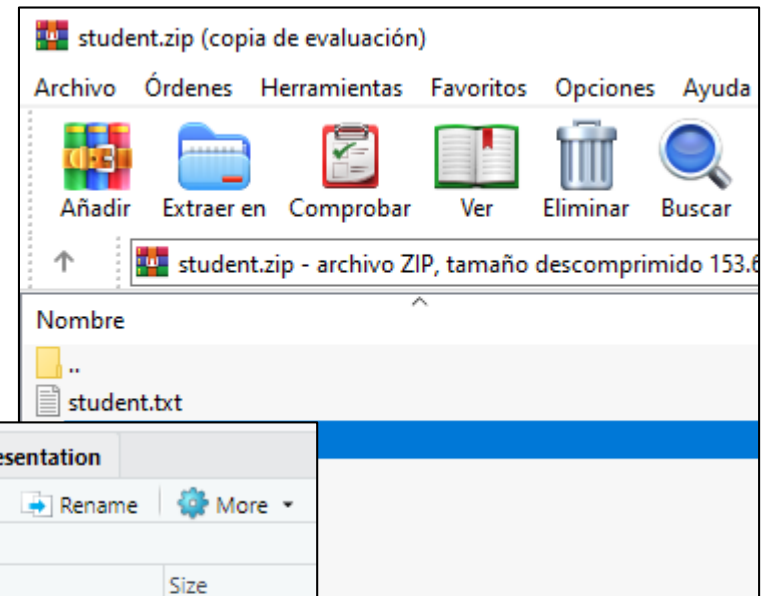 student.zip (copia de evaluación)
Archivo Órdenes Herramientas Favoritos Opciones Ayuda
Añadir Extraer en Comprobar Ver Eliminar Buscar
student.zip - archivo ZIP, tamaño descomprimido 153.6
Nombre
..
student.txt
esentation
Rename More
Size